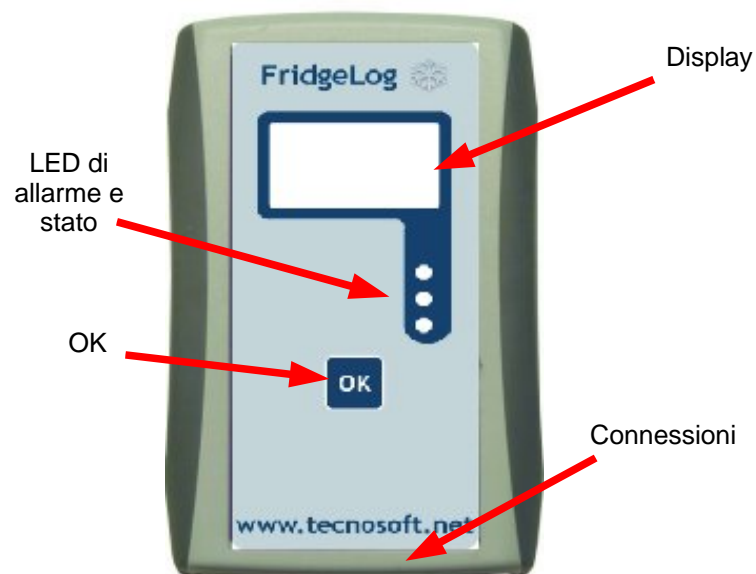 FridgeLog
Display
LED di
allarme e
stato
OK
OK
Connessioni
www.tecnosoft.net